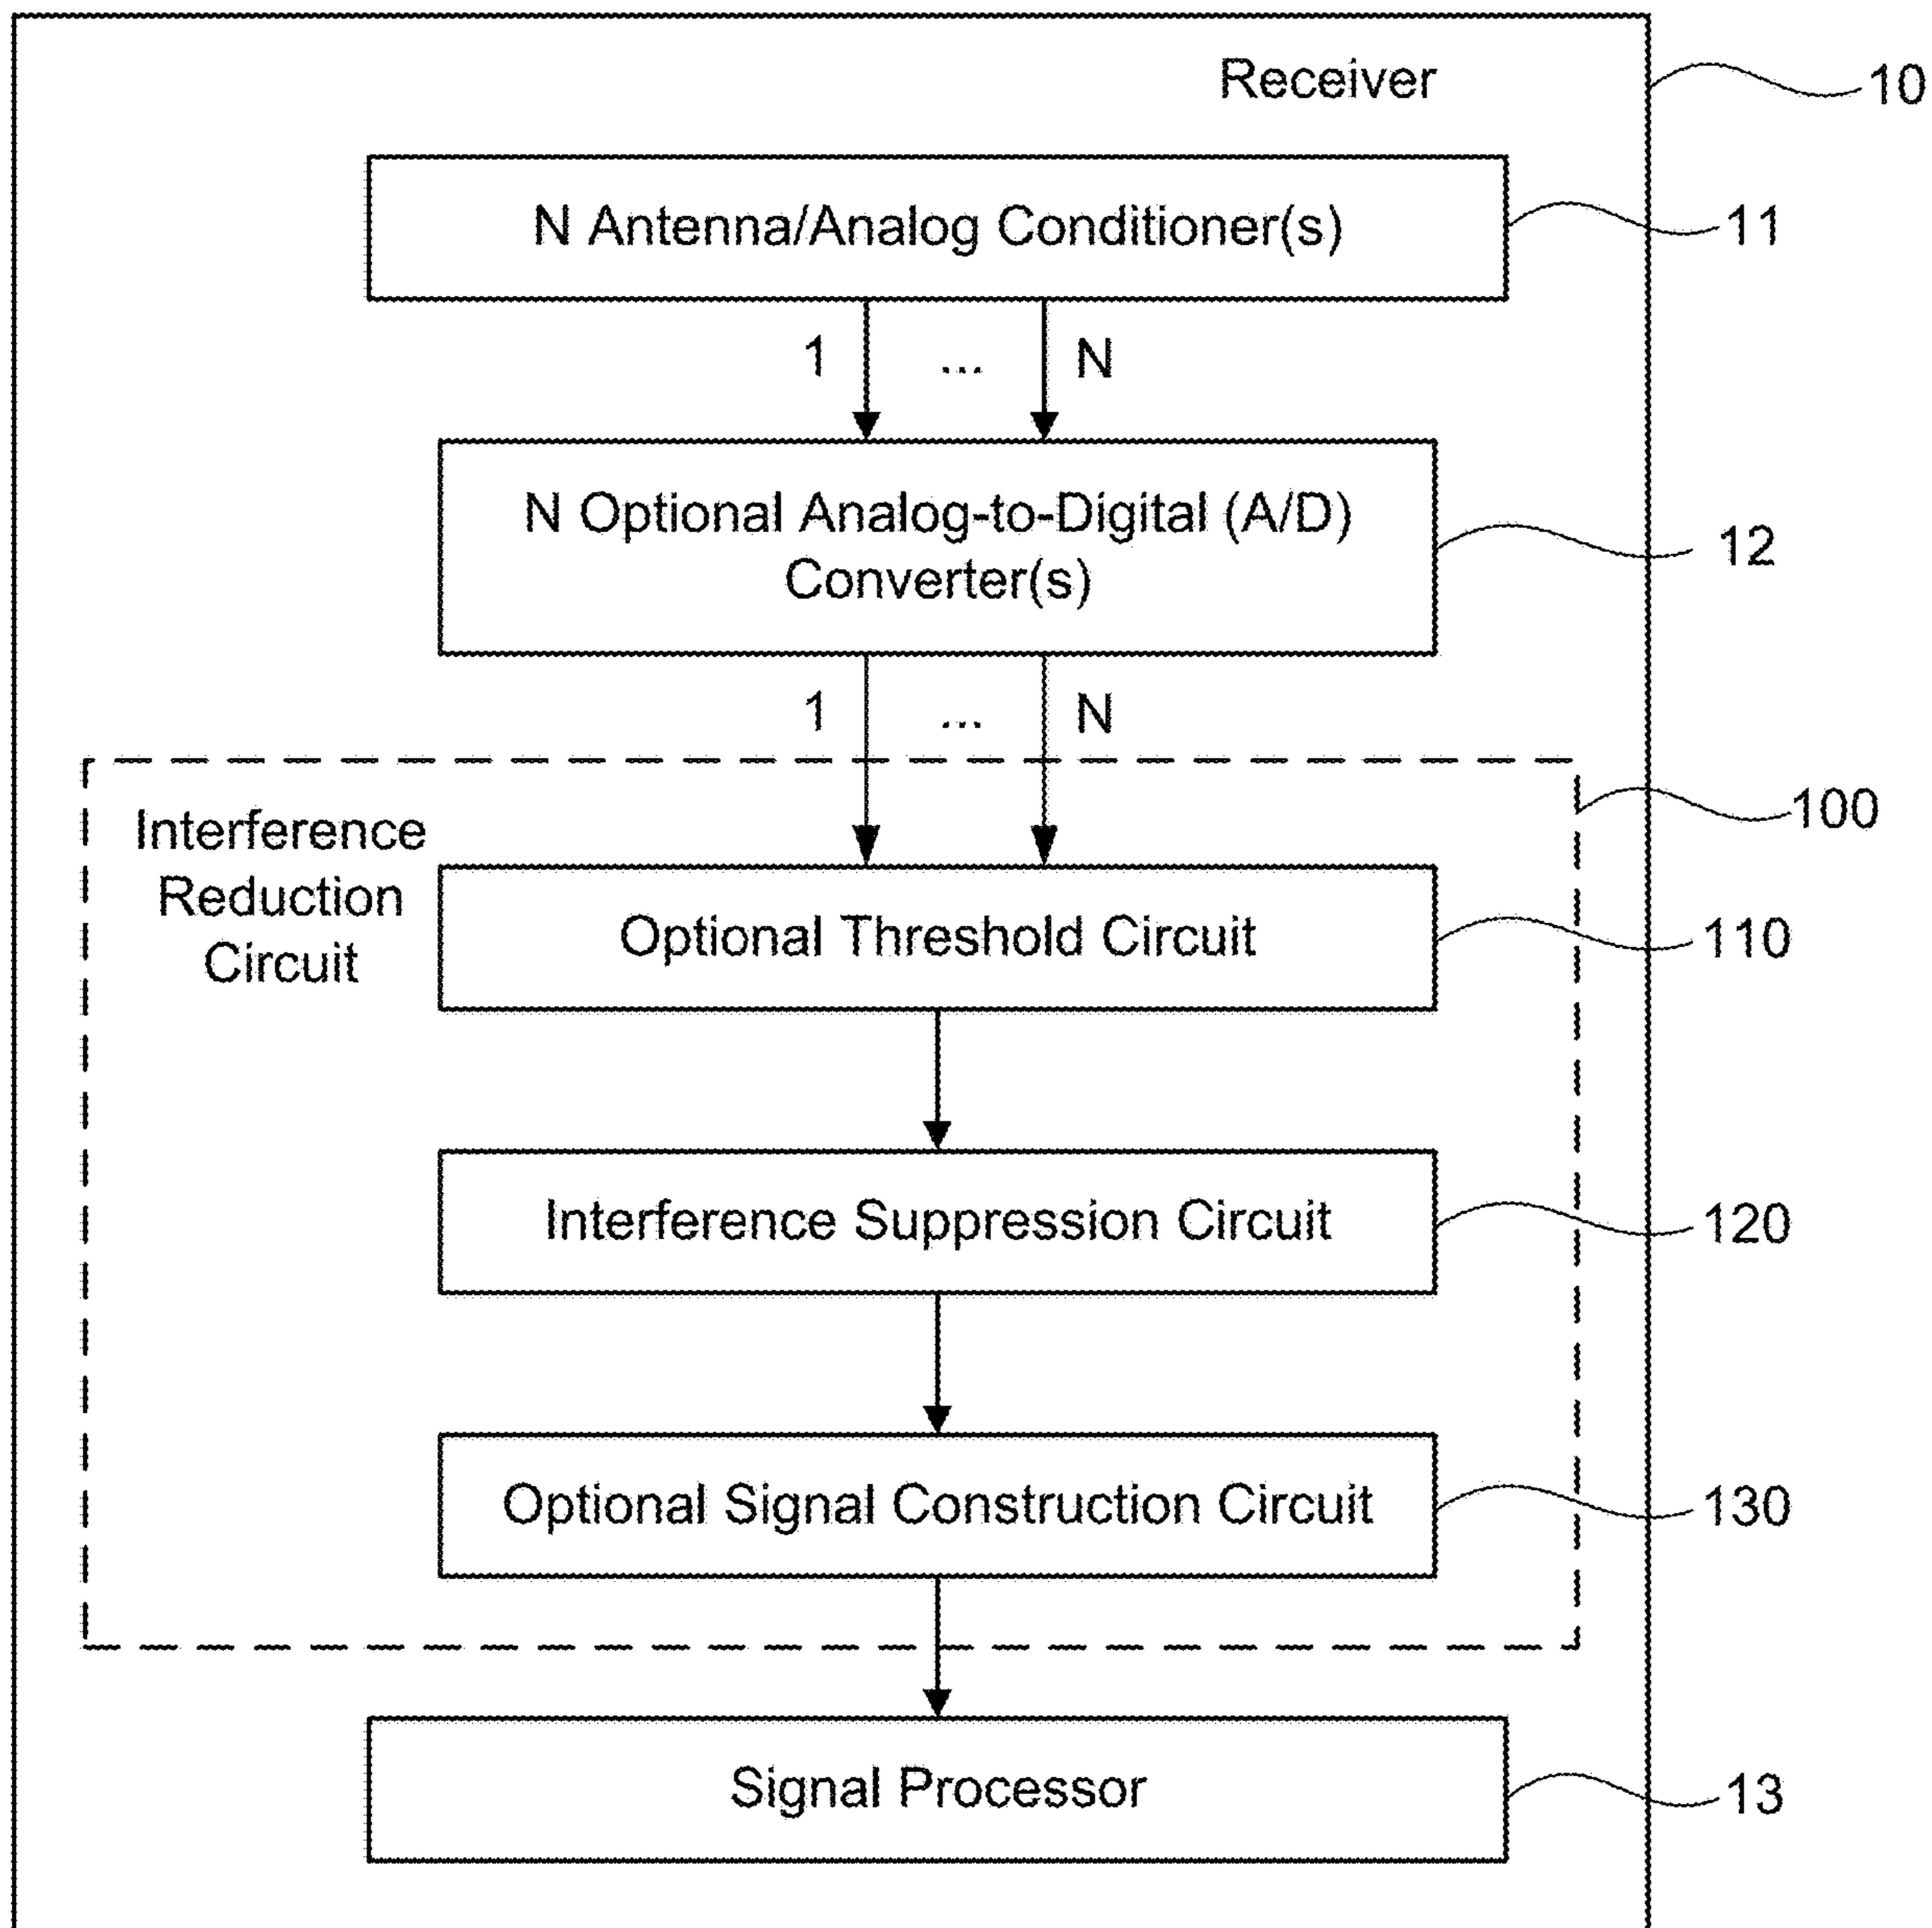 Receiver
10
N Antenna/Analog Conditioner(s)
11
1 ... N
N Optional Analog-to-Digital (A/D)
Converter(s)
12
1 ... N
Interference
Reduction
Circuit
100
Optional Threshold Circuit
110
Interference Suppression Circuit
120
Optional Signal Construction Circuit
130
Signal Processor
13